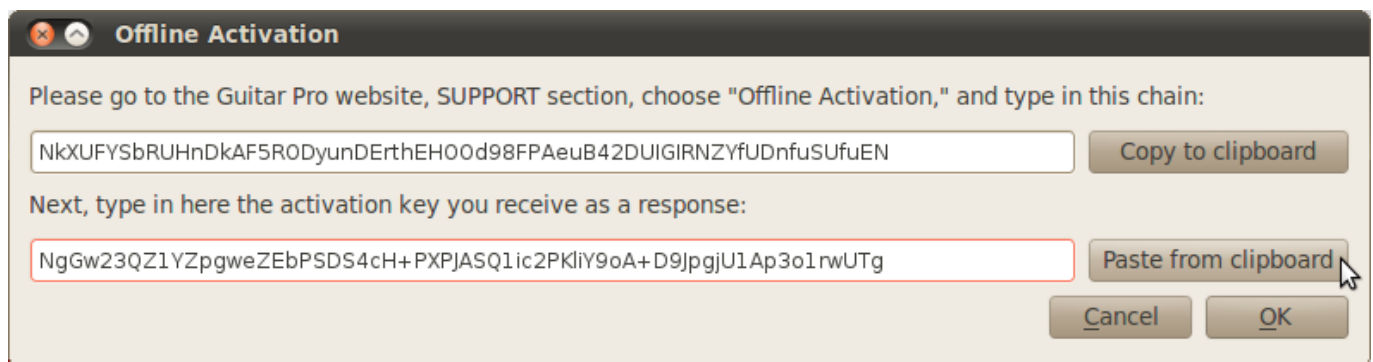 Offline Activation
Please go to the Guitar Pro website, SUPPORT section, choose "Offline Activation," and type in this chain:
NkXUFYSbRUHnDkAF5RODyunDErthEHOOd98FPAeuB42DUIGIRNZYfUDnfuSUfuEN
Copy to clipboard
Next, type in here the activation key you receive as a response:
NgGw23QZ1YZpgweZEbPSDS4cH+PXPJASQ1ic2PKliY9oA+D9JpgjU1Ap3o1rwUTg
Paste from clipboard
Cancel
OK